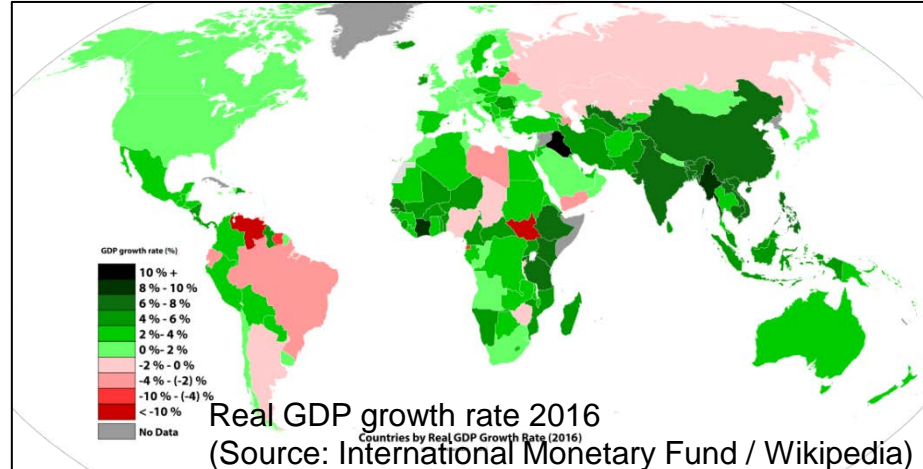 GDP growth rate (%)
10 % +
8 % - 10 %
6 % - 8 %
4 % - 6 %
2 %- 4 %
0 %- 2 %
-2 % - 0 %
-4 % - (-2) %
-10 % - (-4) %
< -10 %
No Data
Real GDP growth rate 2016
Countries by Real GDP Growth Rate (2016)
(Source: International Monetary Fund / Wikipedia)